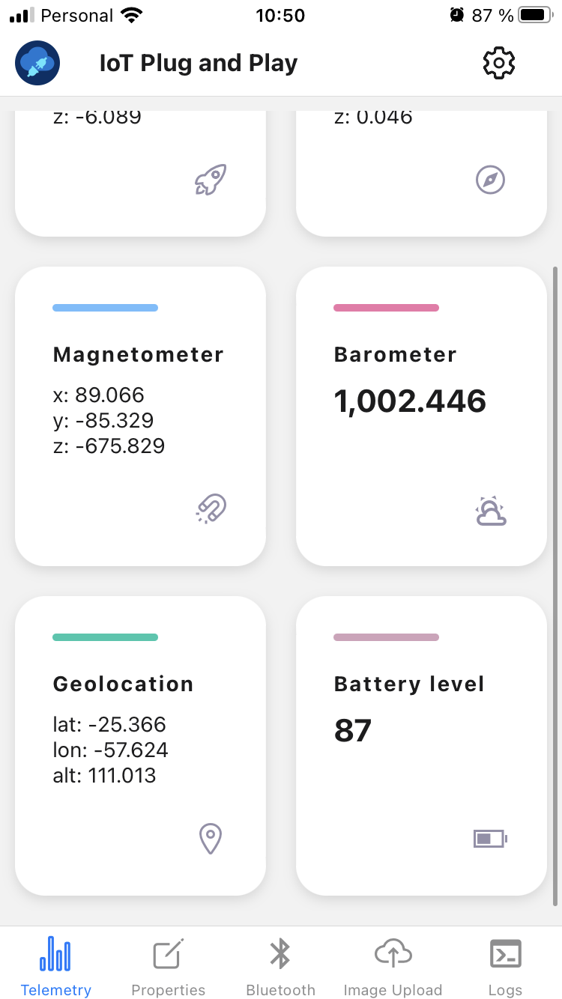 Personal 10:50 87 %
IoT Plug and Play
z: -6.089
z: 0.046
Magnetometer
x: 89.066
y: -85.329
z: -675.829
Barometer
1,002.446
Geolocation
lat: -25.366
lon: -57.624
alt: 111.013
Battery level
87
Telemetry Properties Bluetooth Image Upload Logs